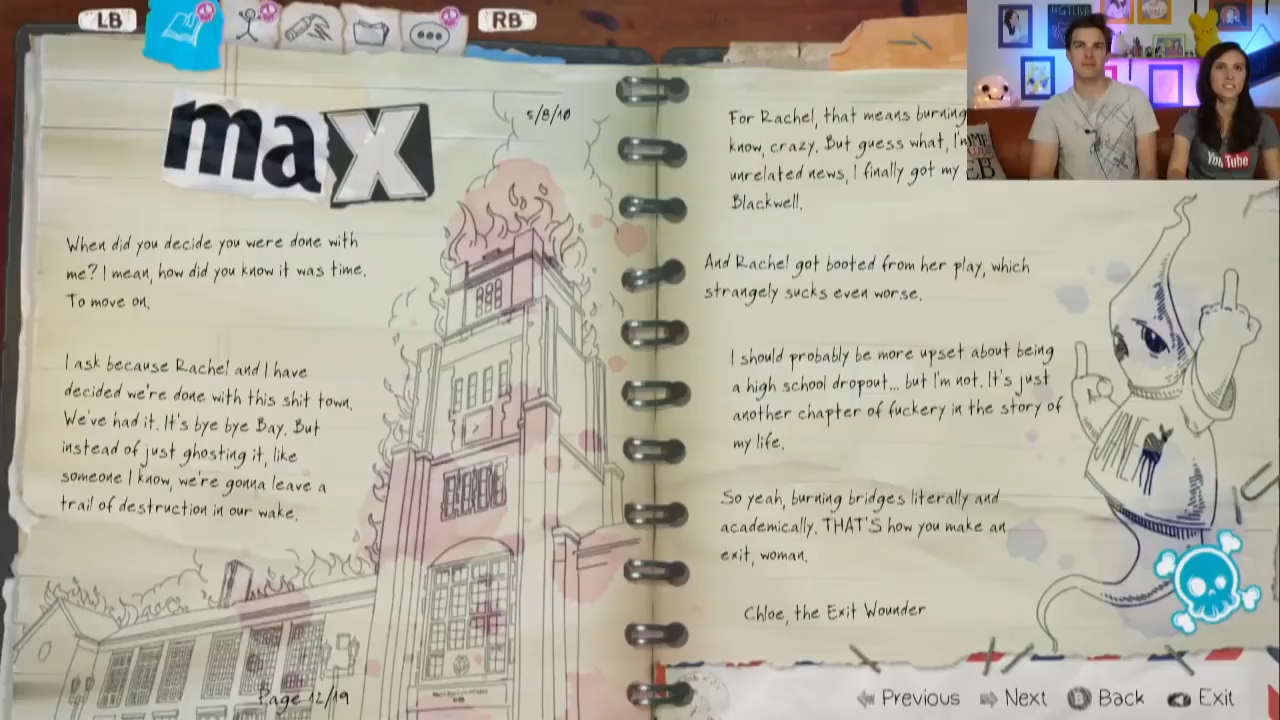 LB
RB
#GTLIVE
max
5/8/10
When did you decide you were done with
me? I mean, how did you know it was time.
To move on.
I ask because Rachel and I have
decided we're done with this shit town.
We've had it. It's bye bye Bay. But
instead of just ghosting it, like
someone I know, we're gonna leave a
trail of destruction in our wake.
Page 12/19
For Rachel, that means burning
know, crazy. But guess what, I'm
unrelated news, I finally got my
Blackwell.
And Rachel got booted from her play, which
strangely sucks even worse.
I should probably be more upset about being
a high school dropout... but I'm not. It's just
another chapter of fuckery in the story of
my life.
So yeah, burning bridges literally and
academically. THAT'S how you make an
exit, woman.
Chloe, the Exit Wounder
YouTube
Previous
Next
Back
Exit